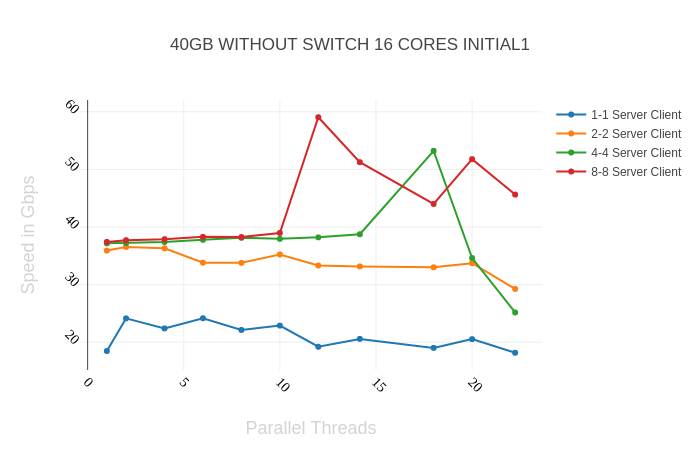 40GB WITHOUT SWITCH 16 CORES INITIAL1
60
50
40
30
20
Speed in Gbps
0
5
10
15
20
Parallel Threads
1-1 Server Client
2-2 Server Client
4-4 Server Client
8-8 Server Client